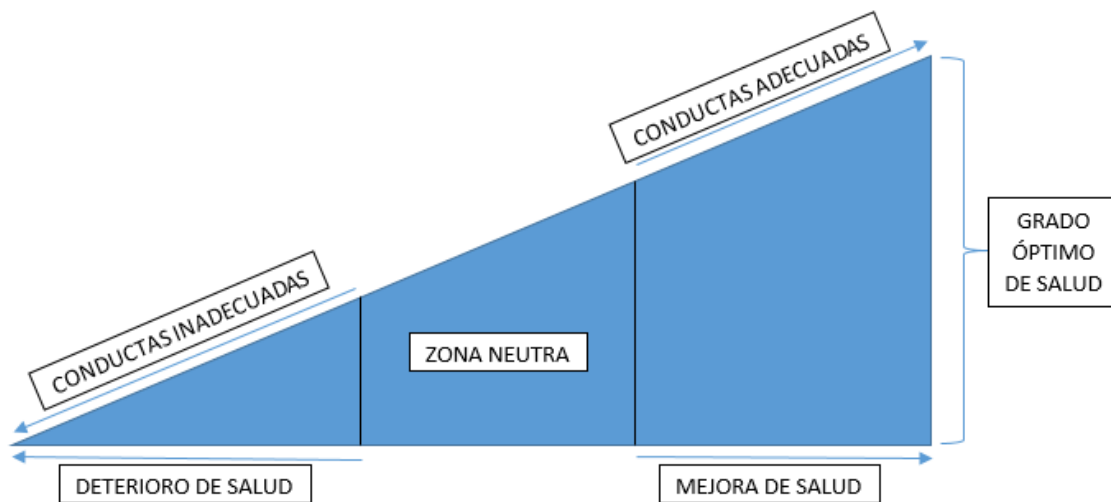 CONDUCTAS ADECUADAS
GRADO
ÓPTIMO
DE SALUD
CONDUCTAS INADECUADAS
ZONA NEUTRA
DETERIORO DE SALUD
MEJORA DE SALUD